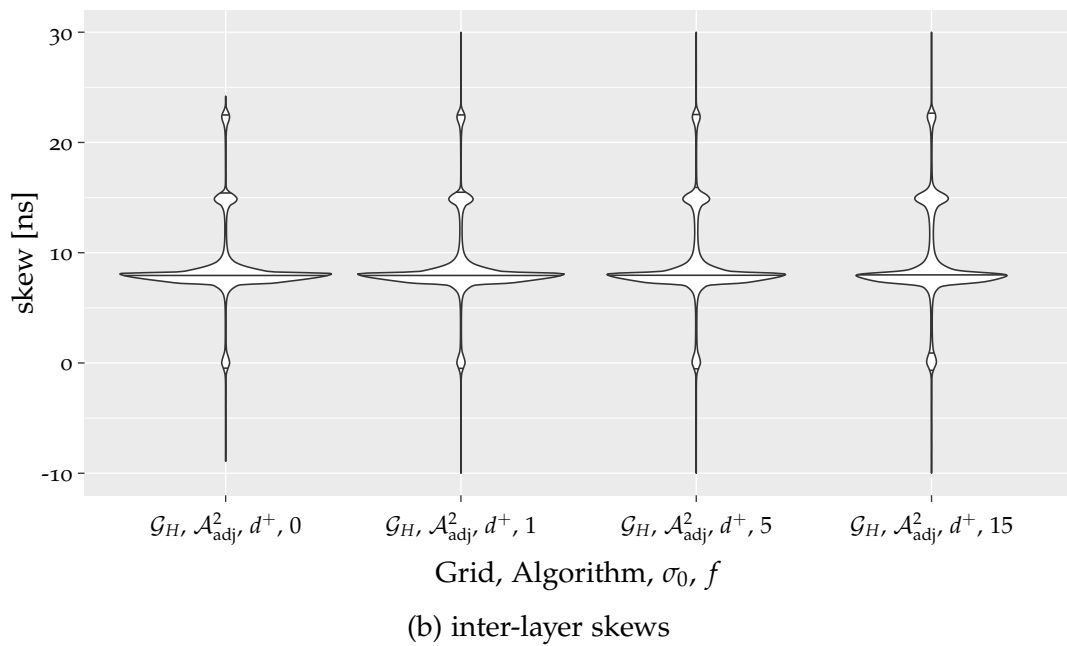 30
20
10
0
-10
skew [ns]
𝒢_H, 𝒜²_adj, d⁺, 0
𝒢_H, 𝒜²_adj, d⁺, 1
𝒢_H, 𝒜²_adj, d⁺, 5
𝒢_H, 𝒜²_adj, d⁺, 15
Grid, Algorithm, σ₀, f
(b) inter-layer skews